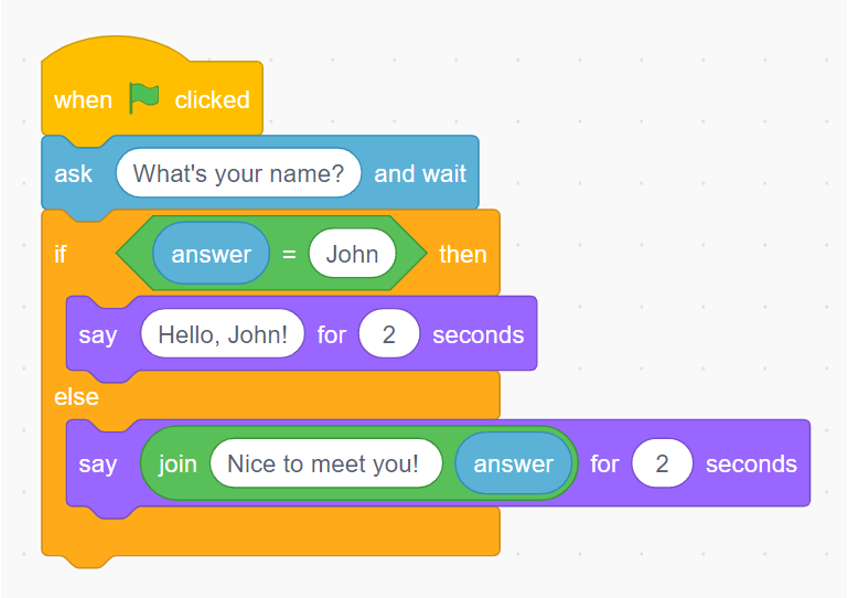 when clicked
ask What's your name? and wait
if answer = John then
say Hello, John! for 2 seconds
else
say join Nice to meet you! answer for 2 seconds